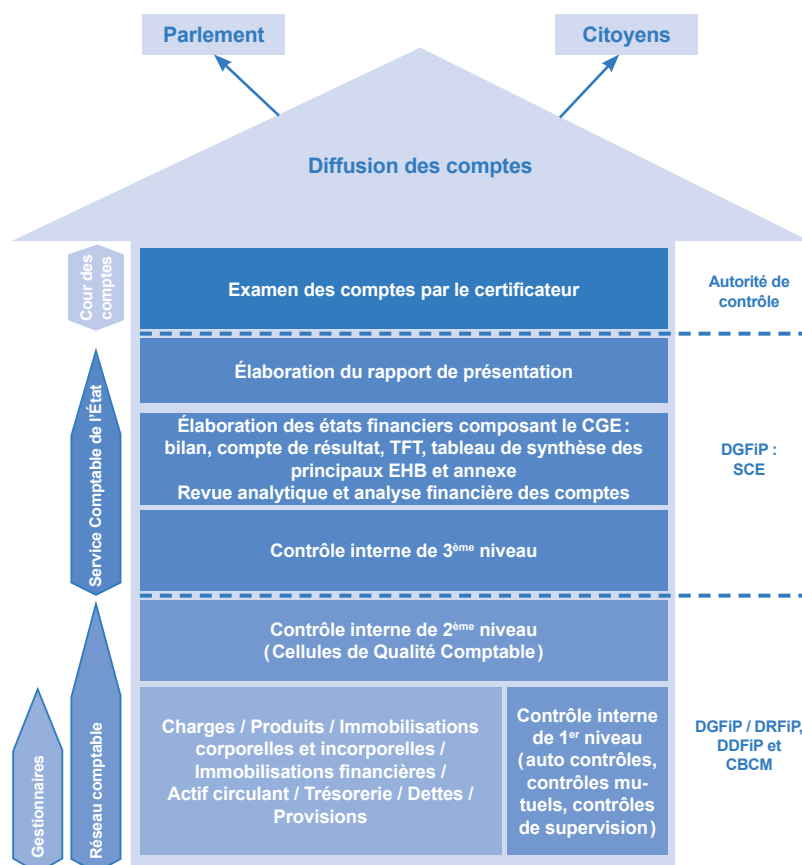 Parlement
Citoyens
Diffusion des comptes
Cour des
comptes
Examen des comptes par le certificateur
Autorité de
contrôle
Service Comptable de l'État
Élaboration du rapport de présentation
Élaboration des états financiers composant le CGE :
bilan, compte de résultat, TFT, tableau de synthèse des
principaux EHB et annexe
Revue analytique et analyse financière des comptes
DGFiP :
SCE
Contrôle interne de 3ème niveau
Contrôle interne de 2ème niveau
(Cellules de Qualité Comptable)
Gestionnaires
Réseau comptable
Charges / Produits / Immobilisations
corporelles et incorporelles /
Immobilisations financières /
Actif circulant / Trésorerie / Dettes /
Provisions
Contrôle interne
de 1er niveau
(auto contrôles,
contrôles mu-
tuels, contrôles
de supervision)
DGFiP / DRFiP,
DDFiP et
CBCM